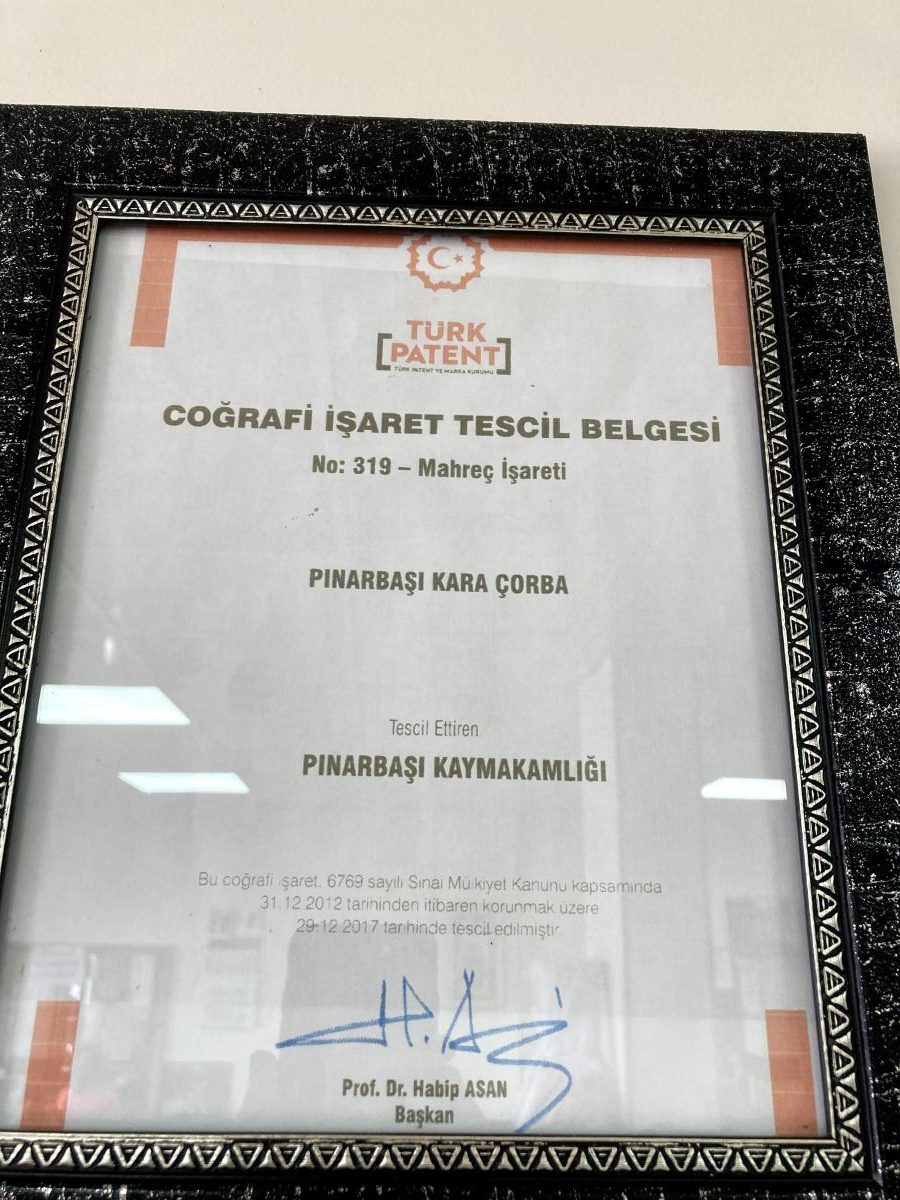 TÜRK
PATENT
TÜRK PATENT VE MARKA KURUMU
COĞRAFİ İŞARET TESCİL BELGESİ
No: 319 – Mahreç İşareti
PINARBAŞI KARA ÇORBA
Tescil Ettiren
PINARBAŞI KAYMAKAMLIĞI
Bu coğrafi işaret, 6769 sayılı Sınai Mülkiyet Kanunu kapsamında
31.12.2012 tarihinden itibaren korunmak üzere
29.12.2017 tarihinde tescil edilmiştir.
Prof. Dr. Habip ASAN
Başkan